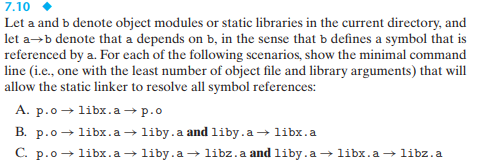 7.10 ◆
Let a and b denote object modules or static libraries in the current directory, and
let a→b denote that a depends on b, in the sense that b defines a symbol that is
referenced by a. For each of the following scenarios, show the minimal command
line (i.e., one with the least number of object file and library arguments) that will
allow the static linker to resolve all symbol references:
A. p.o → libx.a → p.o
B. p.o → libx.a → liby.a and liby.a → libx.a
C. p.o → libx.a → liby.a → libz.a and liby.a → libx.a → libz.a